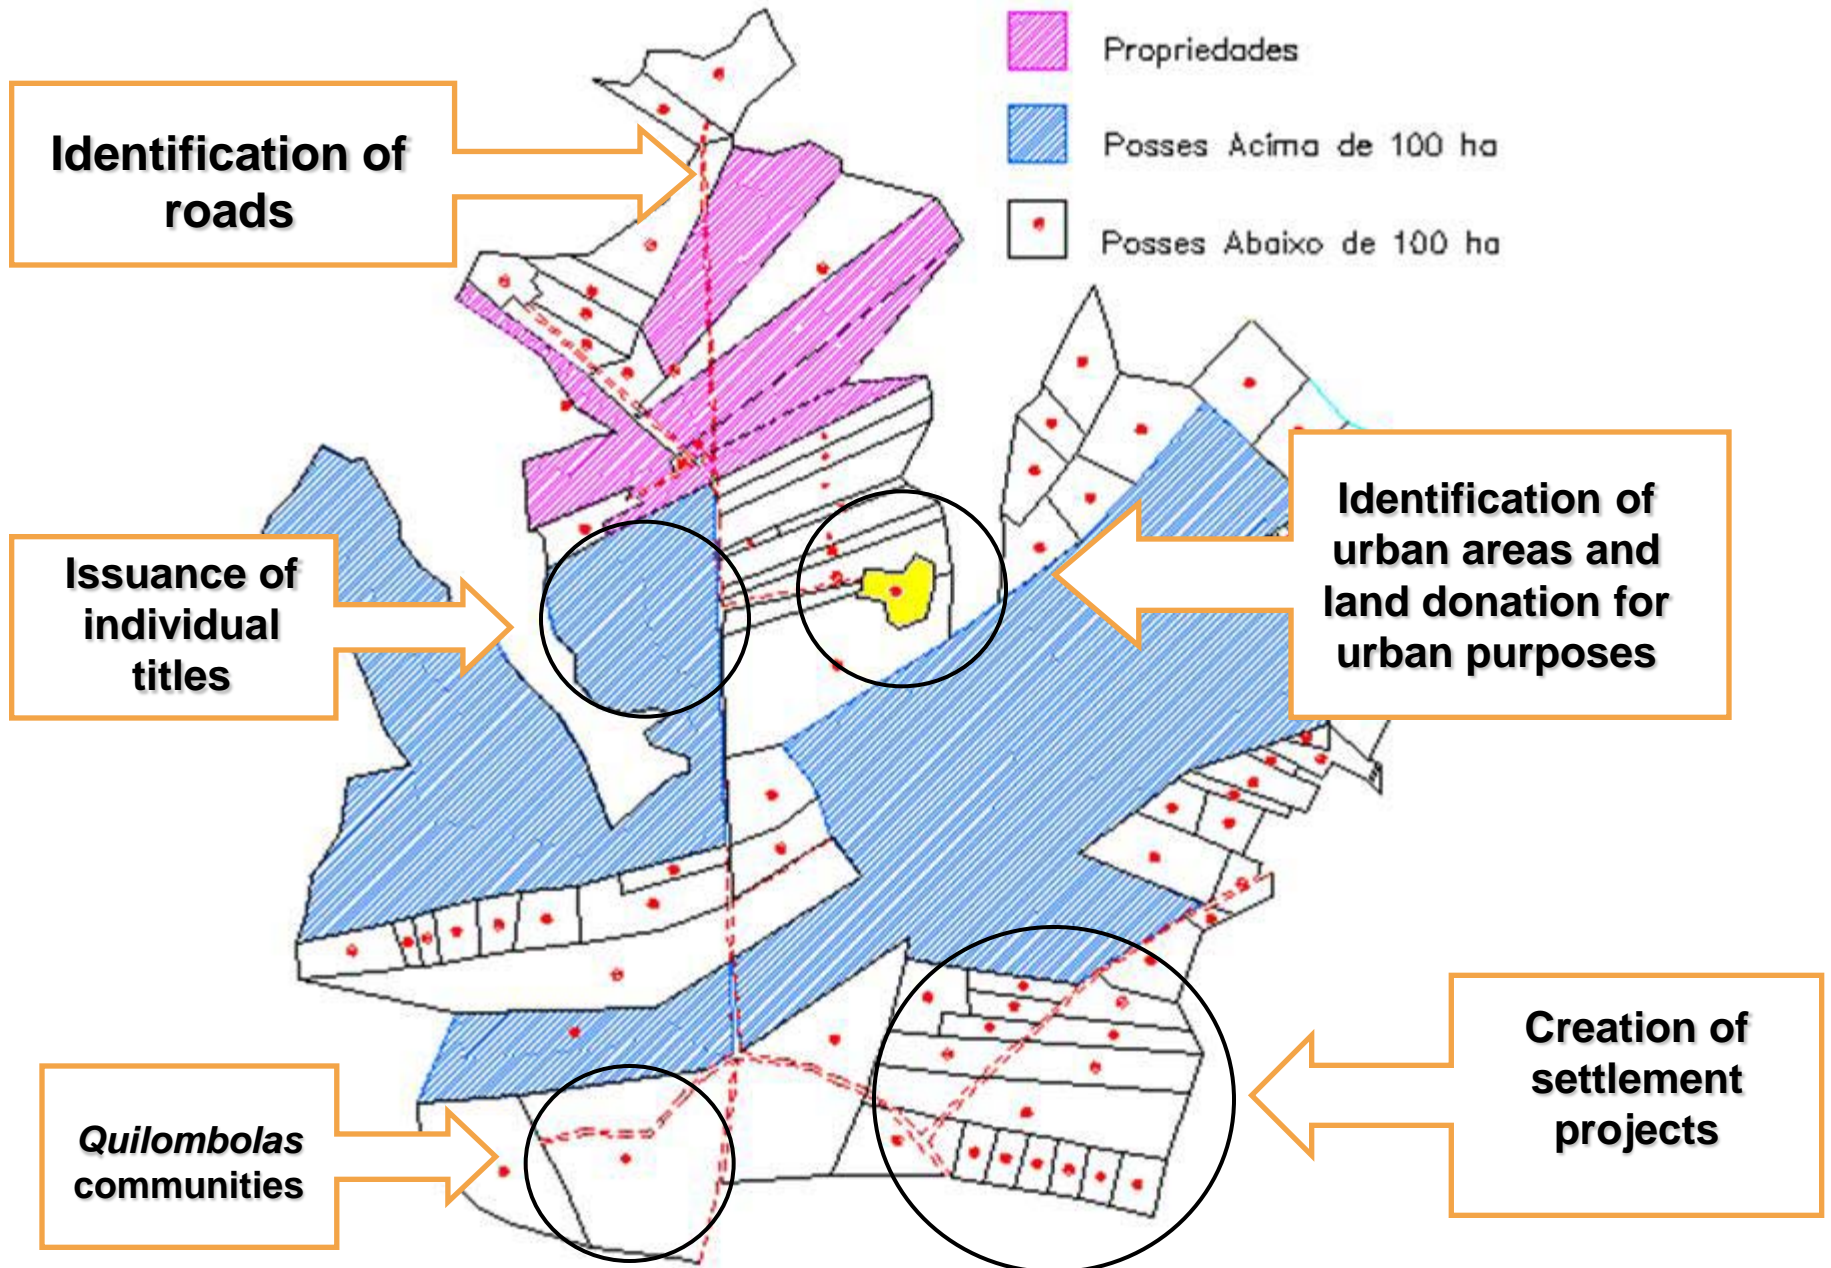 Propriedades
Posses Acima de 100 ha
Posses Abaixo de 100 ha
Identification of
roads
Issuance of
individual
titles
Identification of
urban areas and
land donation for
urban purposes
Quilombolas
communities
Creation of
settlement
projects